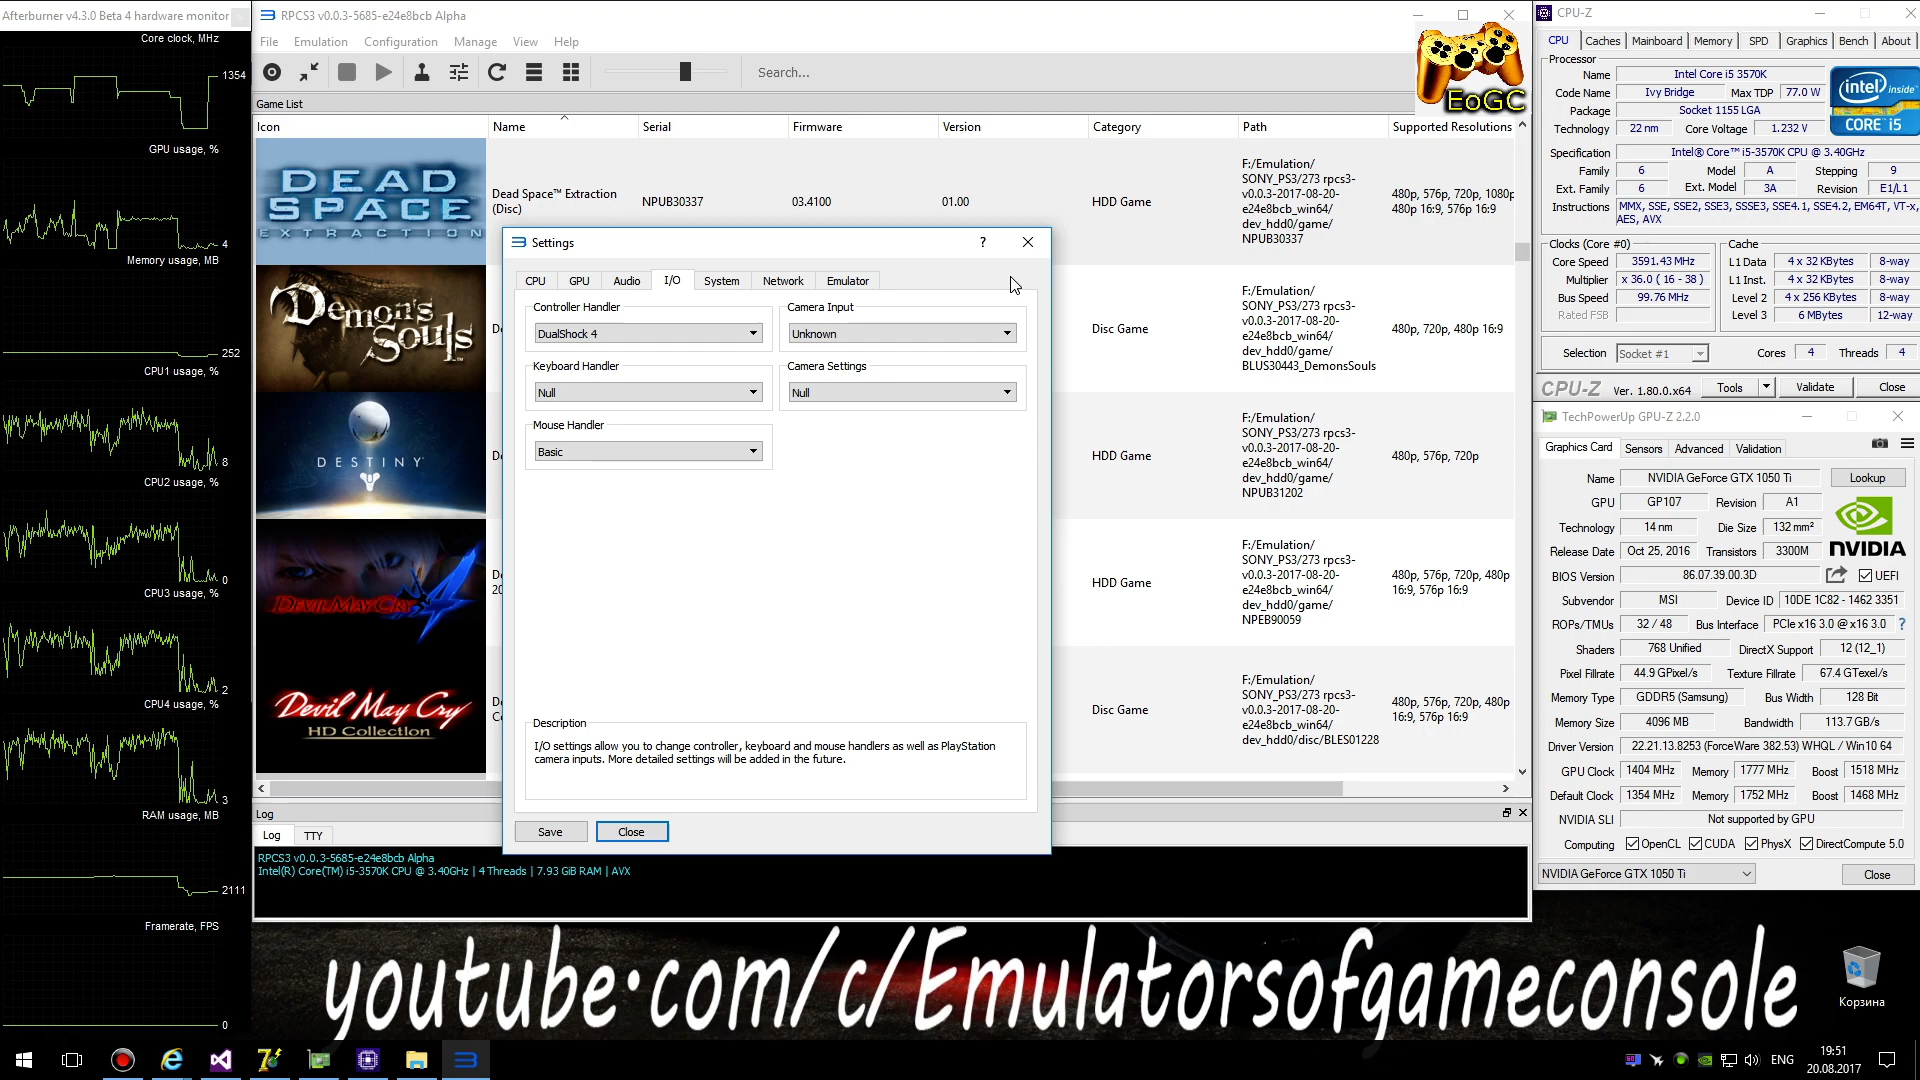 Afterburner v4.3.0 Beta 4 hardware monitor
Core clock, MHz
1354
GPU usage, %
4
Memory usage, MB
252
CPU1 usage, %
8
CPU2 usage, %
0
CPU3 usage, %
2
CPU4 usage, %
3
RAM usage, MB
2111
Framerate, FPS
0
RPCS3 v0.0.3-5685-e24e8bcb Alpha
File Emulation Configuration Manage View Help
Search...
EoGC
Game List
Icon Name Serial Firmware Version Category Path Supported Resolutions
DEAD SPACE EXTRACTION
Dead Space™ Extraction
(Disc)
NPUB30337 03.4100 01.00 HDD Game
F:/Emulation/
SONY_PS3/273 rpcs3-
v0.0.3-2017-08-20-
e24e8bcb_win64/
dev_hdd0/game/
NPUB30337
480p, 576p, 720p, 1080p
480p 16:9, 576p 16:9
Demon's Souls
Disc Game
F:/Emulation/
SONY_PS3/273 rpcs3-
v0.0.3-2017-08-20-
e24e8bcb_win64/
dev_hdd0/game/
BLUS30443_DemonsSouls
480p, 720p, 480p 16:9
DESTINY
HDD Game
F:/Emulation/
SONY_PS3/273 rpcs3-
v0.0.3-2017-08-20-
e24e8bcb_win64/
dev_hdd0/game/
NPUB31202
480p, 576p, 720p
DEVIL MAY CRY 4
HDD Game
F:/Emulation/
SONY_PS3/273 rpcs3-
v0.0.3-2017-08-20-
e24e8bcb_win64/
dev_hdd0/game/
NPEB90059
480p, 576p, 720p, 480p
16:9, 576p 16:9
Devil May Cry
HD Collection
Disc Game
F:/Emulation/
SONY_PS3/273 rpcs3-
v0.0.3-2017-08-20-
e24e8bcb_win64/
dev_hdd0/disc/BLES01228
480p, 576p, 720p, 480p
16:9, 576p 16:9
Settings
?
CPU GPU Audio I/O System Network Emulator
Controller Handler
DualShock 4
Camera Input
Unknown
Keyboard Handler
Null
Camera Settings
Null
Mouse Handler
Basic
Description
I/O settings allow you to change controller, keyboard and mouse handlers as well as PlayStation
camera inputs. More detailed settings will be added in the future.
Save Close
Log
Log TTY
RPCS3 v0.0.3-5685-e24e8bcb Alpha
Intel(R) Core(TM) i5-3570K CPU @ 3.40GHz | 4 Threads | 7.93 GiB RAM | AVX
CPU-Z
CPU Caches Mainboard Memory SPD Graphics Bench About
Processor
Name Intel Core i5 3570K
Code Name Ivy Bridge Max TDP 77.0 W
Package Socket 1155 LGA
Technology 22 nm Core Voltage 1.232 V
intel inside
CORE i5
Specification Intel® Core™ i5-3570K CPU @ 3.40GHz
Family 6 Model A Stepping 9
Ext. Family 6 Ext. Model 3A Revision E1/L1
Instructions MMX, SSE, SSE2, SSE3, SSSE3, SSE4.1, SSE4.2, EM64T, VT-x,
AES, AVX
Clocks (Core #0) Cache
Core Speed 3591.43 MHz L1 Data 4 x 32 KBytes 8-way
Multiplier x 36.0 ( 16 - 38 ) L1 Inst. 4 x 32 KBytes 8-way
Bus Speed 99.76 MHz Level 2 4 x 256 KBytes 8-way
Rated FSB Level 3 6 MBytes 12-way
Selection Socket #1 Cores 4 Threads 4
CPU-Z Ver. 1.80.0.x64 Tools Validate Close
TechPowerUp GPU-Z 2.2.0
Graphics Card Sensors Advanced Validation
Name NVIDIA GeForce GTX 1050 Ti Lookup
GPU GP107 Revision A1
Technology 14 nm Die Size 132 mm²
Release Date Oct 25, 2016 Transistors 3300M
NVIDIA
BIOS Version 86.07.39.00.3D UEFI
Subvendor MSI Device ID 10DE 1C82 - 1462 3351
ROPs/TMUs 32 / 48 Bus Interface PCIe x16 3.0 @ x16 3.0 ?
Shaders 768 Unified DirectX Support 12 (12_1)
Pixel Fillrate 44.9 GPixel/s Texture Fillrate 67.4 GTexel/s
Memory Type GDDR5 (Samsung) Bus Width 128 Bit
Memory Size 4096 MB Bandwidth 113.7 GB/s
Driver Version 22.21.13.8253 (ForceWare 382.53) WHQL / Win10 64
GPU Clock 1404 MHz Memory 1777 MHz Boost 1518 MHz
Default Clock 1354 MHz Memory 1752 MHz Boost 1468 MHz
NVIDIA SLI Not supported by GPU
Computing OpenCL CUDA PhysX DirectCompute 5.0
NVIDIA GeForce GTX 1050 Ti Close
youtube.com/c/Emulatorsofgameconsole
Корзина
ENG
19:51
20.08.2017